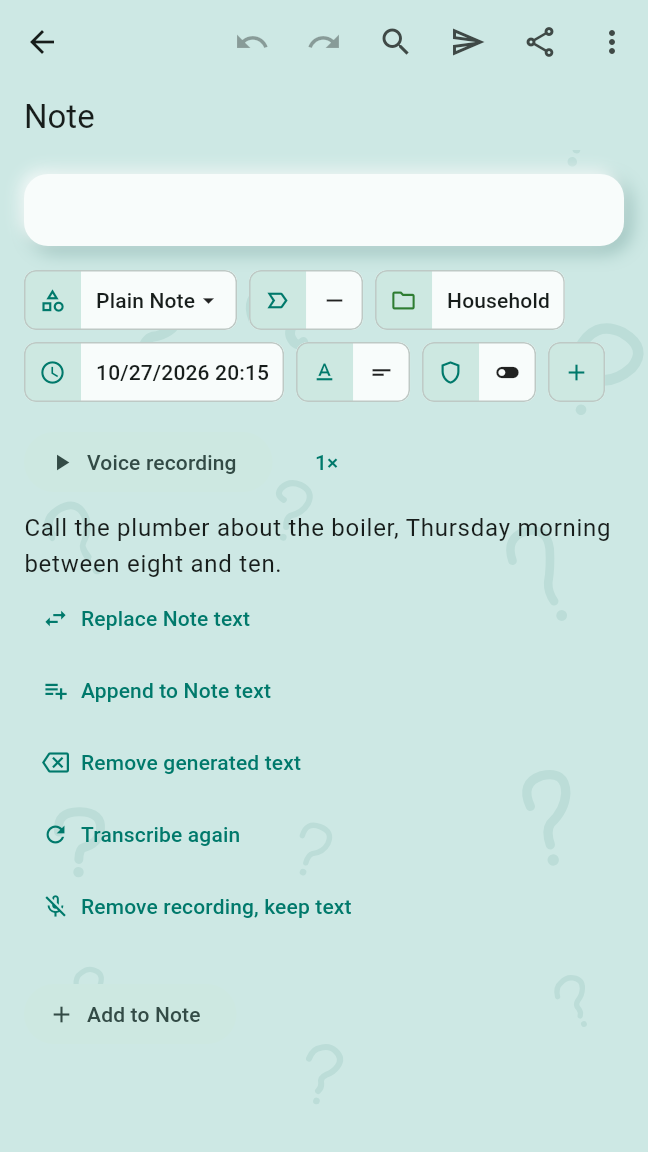 Note
Plain Note
Household
10/27/2026 20:15
Voice recording
1×
Call the plumber about the boiler, Thursday morning
between eight and ten.
Replace Note text
Append to Note text
Remove generated text
Transcribe again
Remove recording, keep text
Add to Note